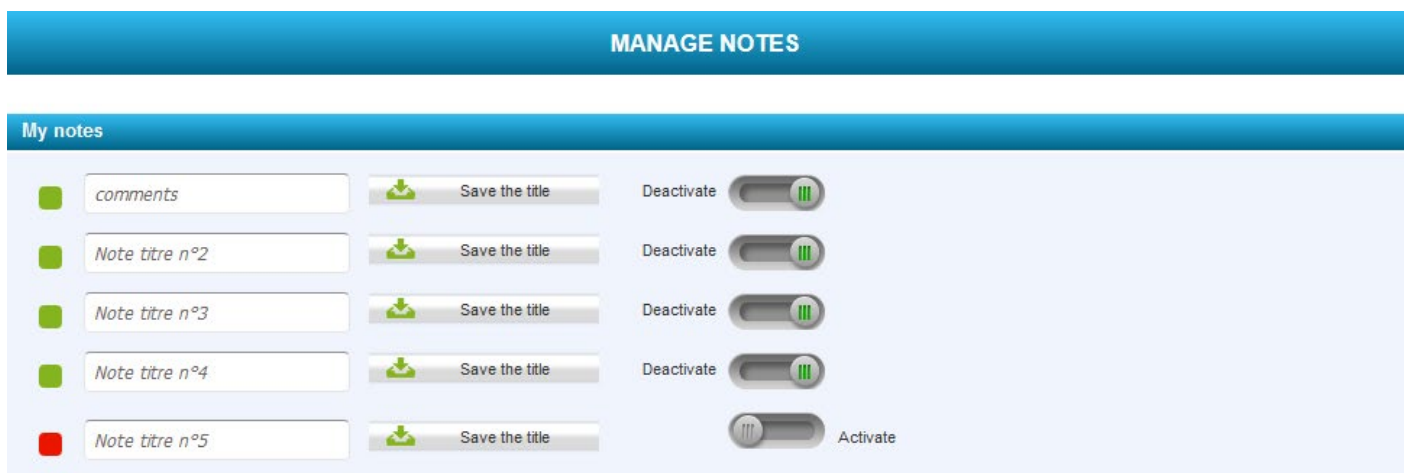 MANAGE NOTES
My notes
comments Save the title Deactivate
Note titre n°2 Save the title Deactivate
Note titre n°3 Save the title Deactivate
Note titre n°4 Save the title Deactivate
Note titre n°5 Save the title Activate